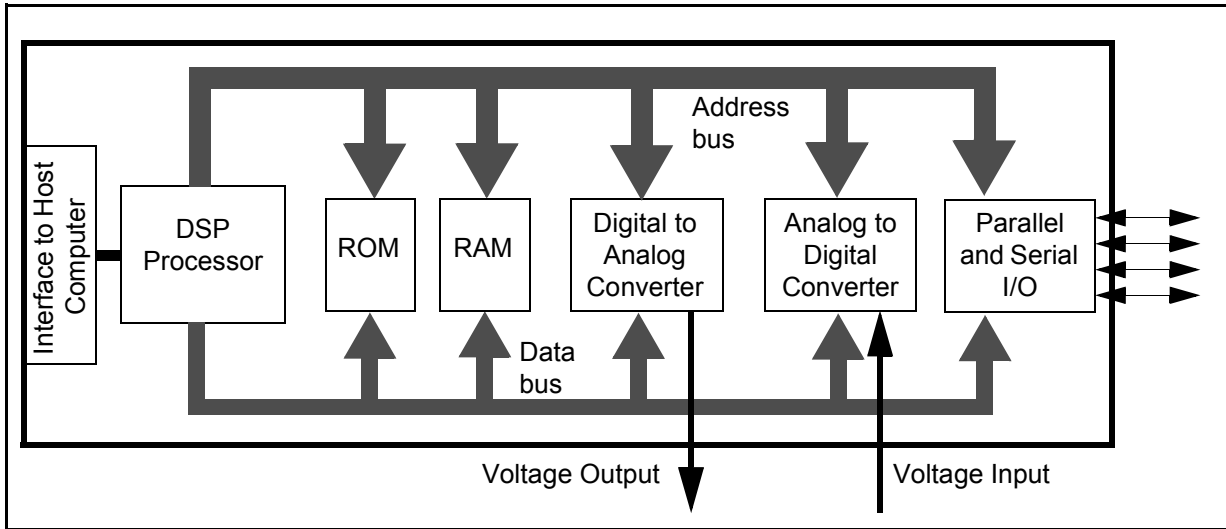 Address
bus
Interface to Host
Computer
DSP
Processor
ROM
RAM
Digital to
Analog
Converter
Analog to
Digital
Converter
Parallel
and Serial
I/O
Data
bus
Voltage Output
Voltage Input